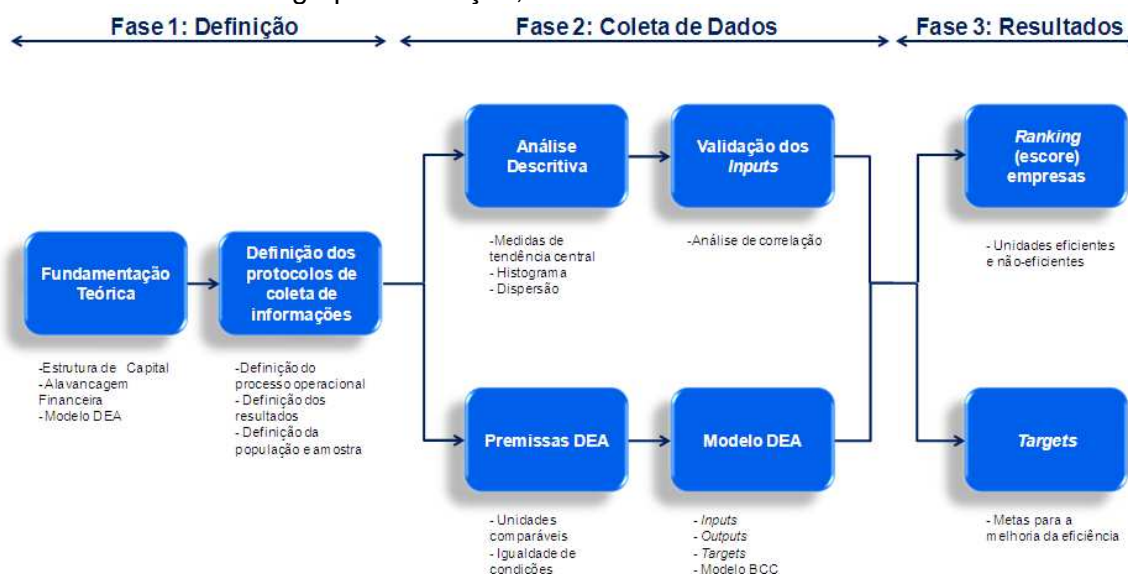 Fase 1: Definição
Fase 2: Coleta de Dados
Fase 3: Resultados
Fundamentação
Teórica
-Estrutura de Capital
-Alavancagem
Financeira
-Modelo DEA
Definição dos
protocolos de
coleta de
informações
-Definição do
processo operacional
- Definição dos
resultados
- Definição da
população e amostra
Análise
Descritiva
-Medidas de
tendência central
- Histograma
- Dispersão
Validação dos
Inputs
-Análise de correlação
Premissas DEA
- Unidades
comparáveis
- Igualdade de
condições
Modelo DEA
- Inputs
- Outputs
- Targets
- Modelo BCC
Ranking
(escore)
empresas
- Unidades eficientes
e não-eficientes
Targets
- Metas para a
melhoria da eficiência